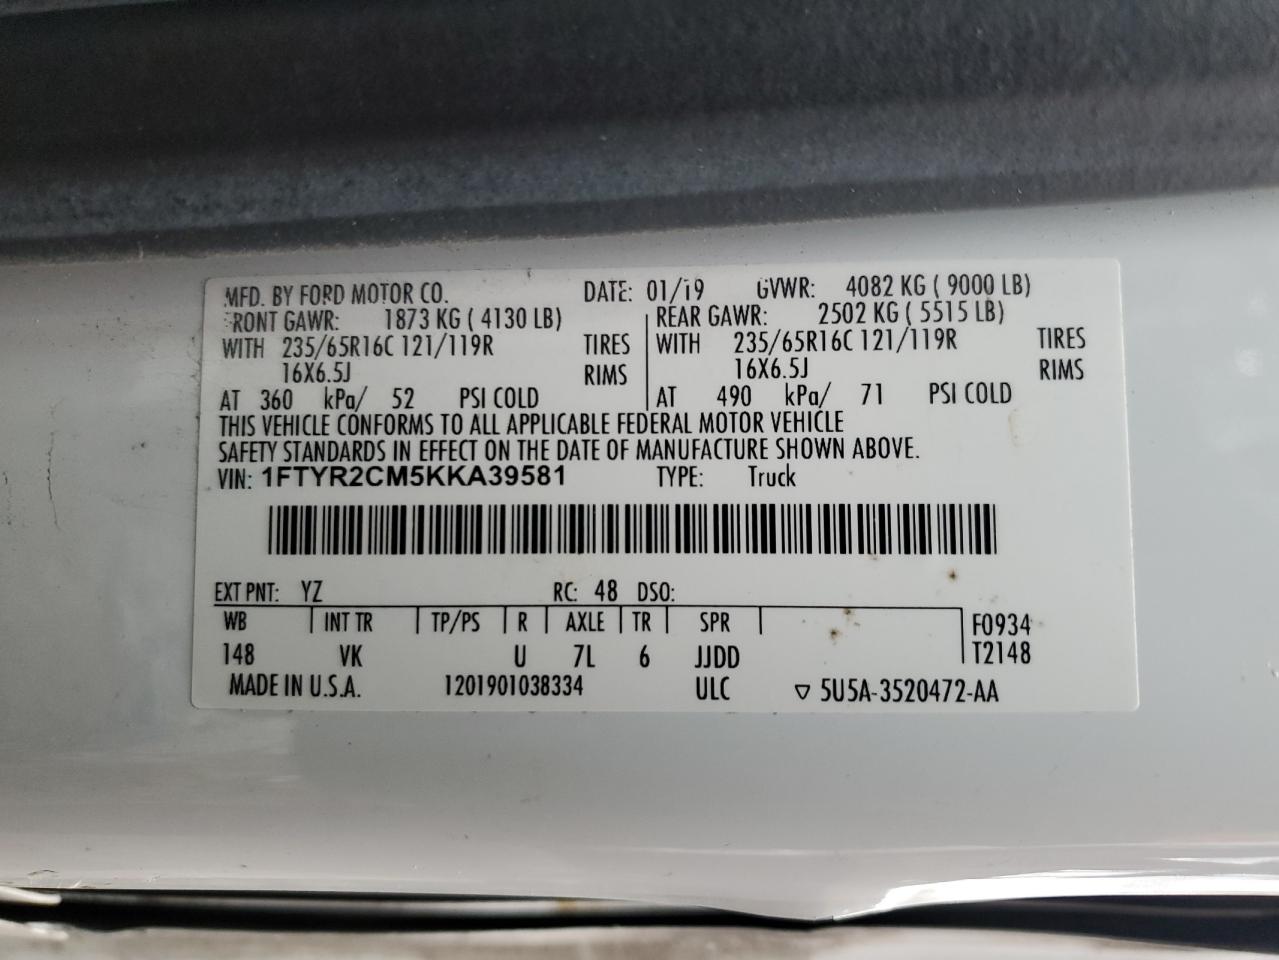 MFD. BY FORD MOTOR CO. DATE: 01/19 GVWR: 4082 KG ( 9000 LB)
FRONT GAWR: 1873 KG ( 4130 LB) REAR GAWR: 2502 KG ( 5515 LB)
WITH 235/65R16C 121/119R TIRES WITH 235/65R16C 121/119R TIRES
16X6.5J RIMS 16X6.5J RIMS
AT 360 kPa/ 52 PSI COLD AT 490 kPa/ 71 PSI COLD
THIS VEHICLE CONFORMS TO ALL APPLICABLE FEDERAL MOTOR VEHICLE
SAFETY STANDARDS IN EFFECT ON THE DATE OF MANUFACTURE SHOWN ABOVE.
VIN: 1FTYR2CM5KKA39581 TYPE: Truck
EXT PNT: YZ RC: 48 DSO:
WB INT TR TP/PS R AXLE TR SPR F0934
148 VK U 7L 6 JJDD T2148
MADE IN U.S.A. 1201901038334 ULC ▽ 5U5A-3520472-AA